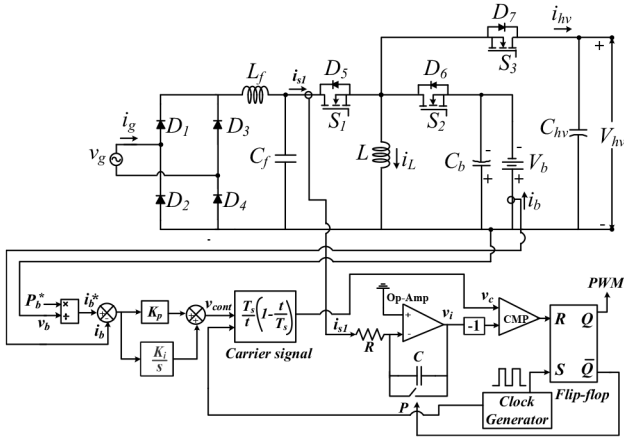 D7
ihv
S3
Lf
is1
D5
D6
S1
S2
ig
D1
D3
vg
Cf
L
iL
Cb
-
+
-
Vb
+
Chv
+
Vhv
-
D2
D4
ib
-
Pb*
×
÷
vb
ib*
ib
Kp
Ki
s
vcont
Ts/t(1-t/Ts)
Carrier signal
is1
R
Op-Amp
+
-
vi
C
P
-1
vc
CMP
PWM
R Q
S Q̅
Flip-flop
Clock
Generator